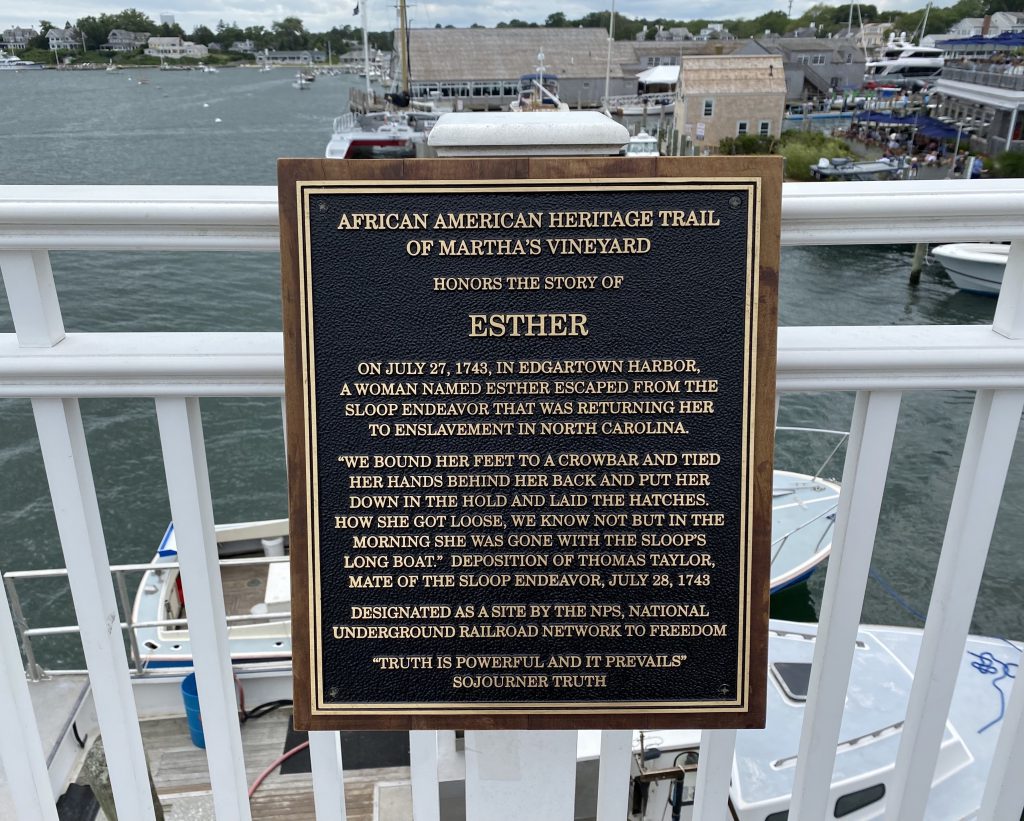 AFRICAN AMERICAN HERITAGE TRAIL
OF MARTHA'S VINEYARD
HONORS THE STORY OF
ESTHER
ON JULY 27, 1743, IN EDGARTOWN HARBOR,
A WOMAN NAMED ESTHER ESCAPED FROM THE
SLOOP ENDEAVOR THAT WAS RETURNING HER
TO ENSLAVEMENT IN NORTH CAROLINA.
"WE BOUND HER FEET TO A CROWBAR AND TIED
HER HANDS BEHIND HER BACK AND PUT HER
DOWN IN THE HOLD AND LAID THE HATCHES.
HOW SHE GOT LOOSE, WE KNOW NOT BUT IN THE
MORNING SHE WAS GONE WITH THE SLOOP'S
LONG BOAT." DEPOSITION OF THOMAS TAYLOR,
MATE OF THE SLOOP ENDEAVOR, JULY 28, 1743
DESIGNATED AS A SITE BY THE NPS, NATIONAL
UNDERGROUND RAILROAD NETWORK TO FREEDOM
"TRUTH IS POWERFUL AND IT PREVAILS"
SOJOURNER TRUTH